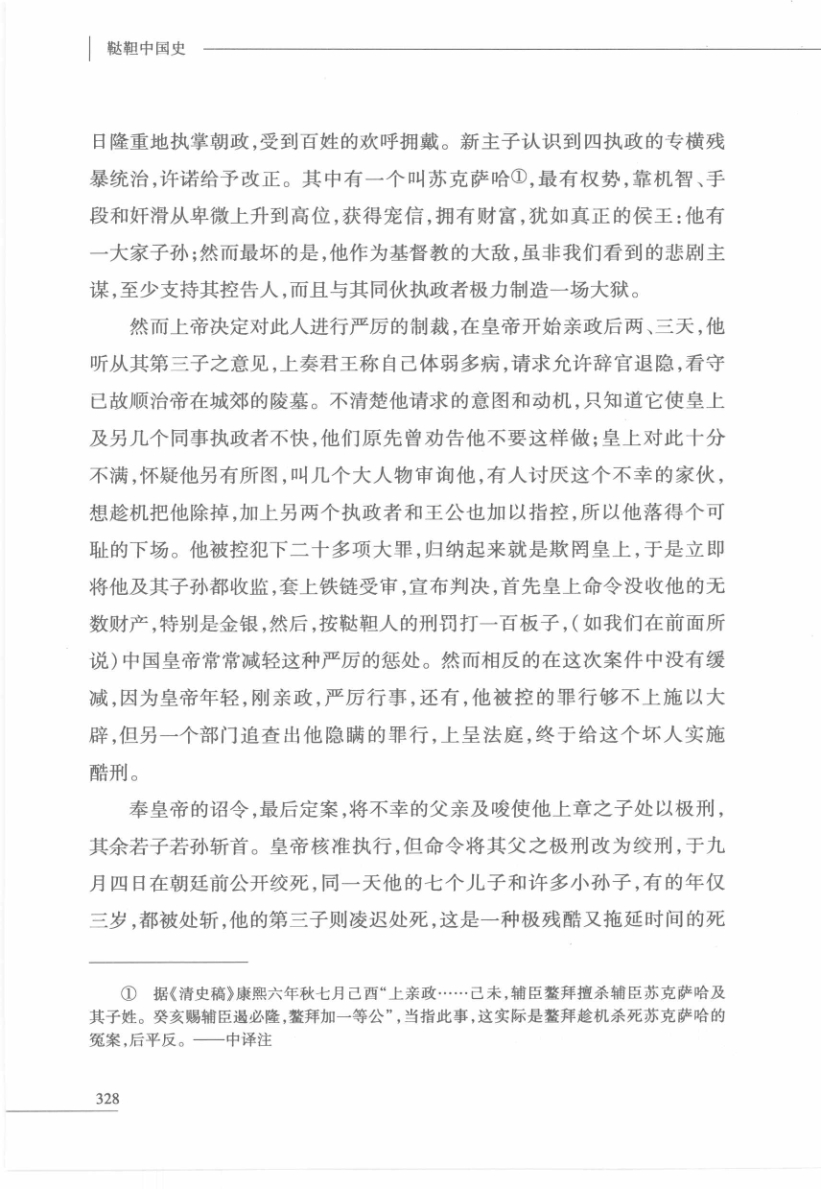 鞑靼中国史
日隆重地执掌朝政,受到百姓的欢呼拥戴。新主子认识到四执政的专横残
暴统治,许诺给予改正。其中有一个叫苏克萨哈①,最有权势,靠机智、手
段和奸滑从卑微上升到高位,获得宠信,拥有财富,犹如真正的侯王:他有
一大家子孙;然而最坏的是,他作为基督教的大敌,虽非我们看到的悲剧主
谋,至少支持其控告人,而且与其同伙执政者极力制造一场大狱。
然而上帝决定对此人进行严厉的制裁,在皇帝开始亲政后两、三天,他
听从其第三子之意见,上奏君王称自己体弱多病,请求允许辞官退隐,看守
已故顺治帝在城郊的陵墓。不清楚他请求的意图和动机,只知道它使皇上
及另几个同事执政者不快,他们原先曾劝告他不要这样做;皇上对此十分
不满,怀疑他另有所图,叫几个大人物审询他,有人讨厌这个不幸的家伙,
想趁机把他除掉,加上另两个执政者和王公也加以指控,所以他落得个可
耻的下场。他被控犯下二十多项大罪,归纳起来就是欺罔皇上,于是立即
将他及其子孙都收监,套上铁链受审,宣布判决,首先皇上命令没收他的无
数财产,特别是金银,然后,按鞑靼人的刑罚打一百板子,(如我们在前面所
说)中国皇帝常常减轻这种严厉的惩处。然而相反的在这次案件中没有缓
减,因为皇帝年轻,刚亲政,严厉行事,还有,他被控的罪行够不上施以大
辟,但另一个部门追查出他隐瞒的罪行,上呈法庭,终于给这个坏人实施
酷刑。
奉皇帝的诏令,最后定案,将不幸的父亲及唆使他上章之子处以极刑,
其余若子若孙斩首。皇帝核准执行,但命令将其父之极刑改为绞刑,于九
月四日在朝廷前公开绞死,同一天他的七个儿子和许多小孙子,有的年仅
三岁,都被处斩,他的第三子则凌迟处死,这是一种极残酷又拖延时间的死
① 据《清史稿》康熙六年秋七月己酉“上亲政……己未,辅臣鳌拜擅杀辅臣苏克萨哈及
其子姓。癸亥赐辅臣遏必隆,鳌拜加一等公”,当指此事,这实际是鳌拜趁机杀死苏克萨哈的
冤案,后平反。——中译注
328